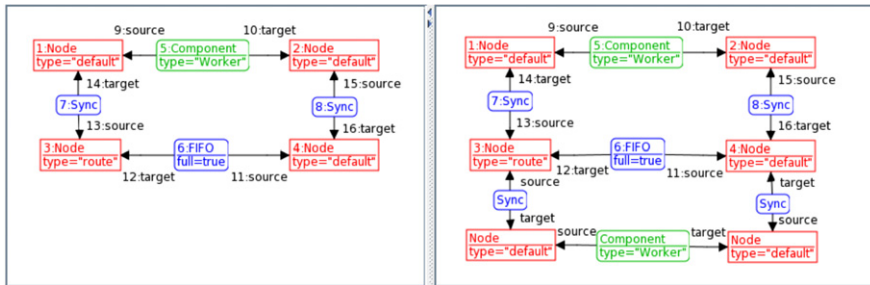 9:source 10:target
1:Node 5:Component 2:Node
type="default" type="Worker" type="default"
14:target 15:source
7:Sync 8:Sync
13:source 16:target
3:Node 6:FIFO 4:Node
type="route" full=true type="default"
12:target 11:source
9:source 10:target
1:Node 5:Component 2:Node
type="default" type="Worker" type="default"
14:target 15:source
7:Sync 8:Sync
13:source 16:target
3:Node 6:FIFO 4:Node
type="route" full=true type="default"
12:target 11:source
source target
Sync Sync
target source
Node source Component target Node
type="default" type="Worker" type="default"